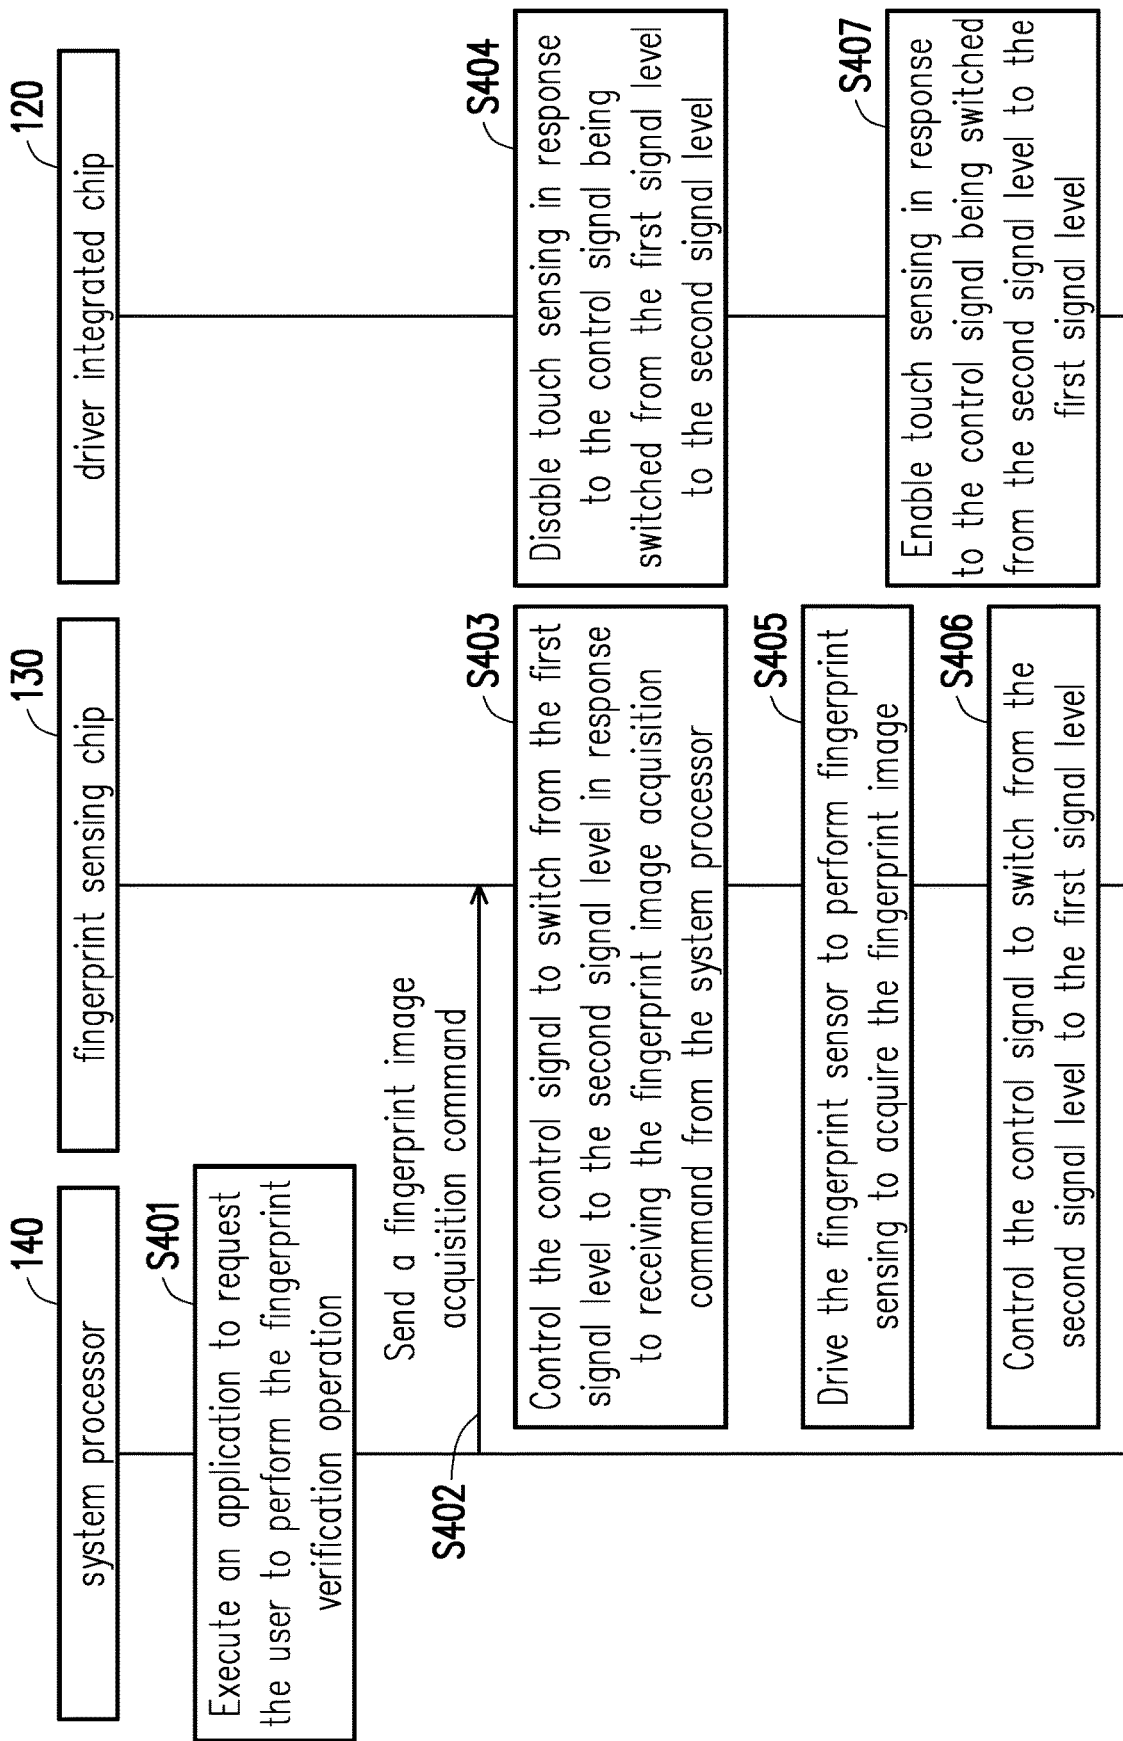 140
system processor
130
fingerprint sensing chip
120
driver integrated chip
S401
Execute an application to request
the user to perform the fingerprint
verification operation
S402
Send a fingerprint image
acquisition command
S403
Control the control signal to switch from the first
signal level to the second signal level in response
to receiving the fingerprint image acquisition
command from the system processor
S404
Disable touch sensing in response
to the control signal being
switched from the first signal level
to the second signal level
S405
Drive the fingerprint sensor to perform fingerprint
sensing to acquire the fingerprint image
S406
Control the control signal to switch from the
second signal level to the first signal level
S407
Enable touch sensing in response
to the control signal being switched
from the second signal level to the
first signal level